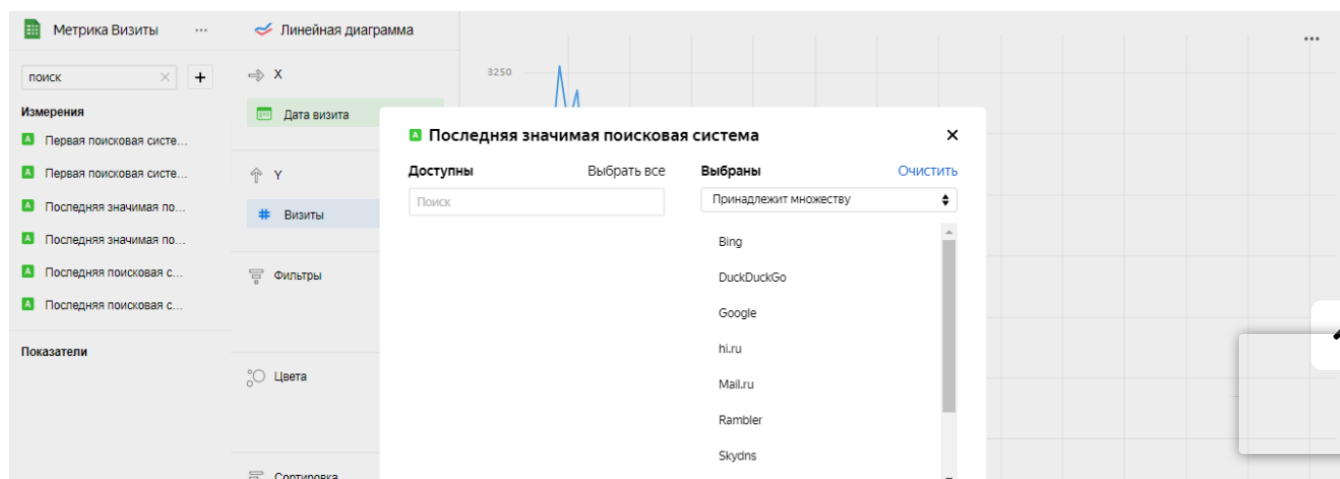 Метрика Визиты
Линейная диаграмма
поиск
Измерения
Первая поисковая систе...
Первая поисковая систе...
Последняя значимая по...
Последняя значимая по...
Последняя поисковая с...
Последняя поисковая с...
Показатели
X
Дата визита
Y
Визиты
Фильтры
Цвета
Сортировка
3250
Последняя значимая поисковая система
Доступны
Выбрать все
Поиск
Выбраны
Очистить
Принадлежит множеству
Bing
DuckDuckGo
Google
hi.ru
Mail.ru
Rambler
Skydns